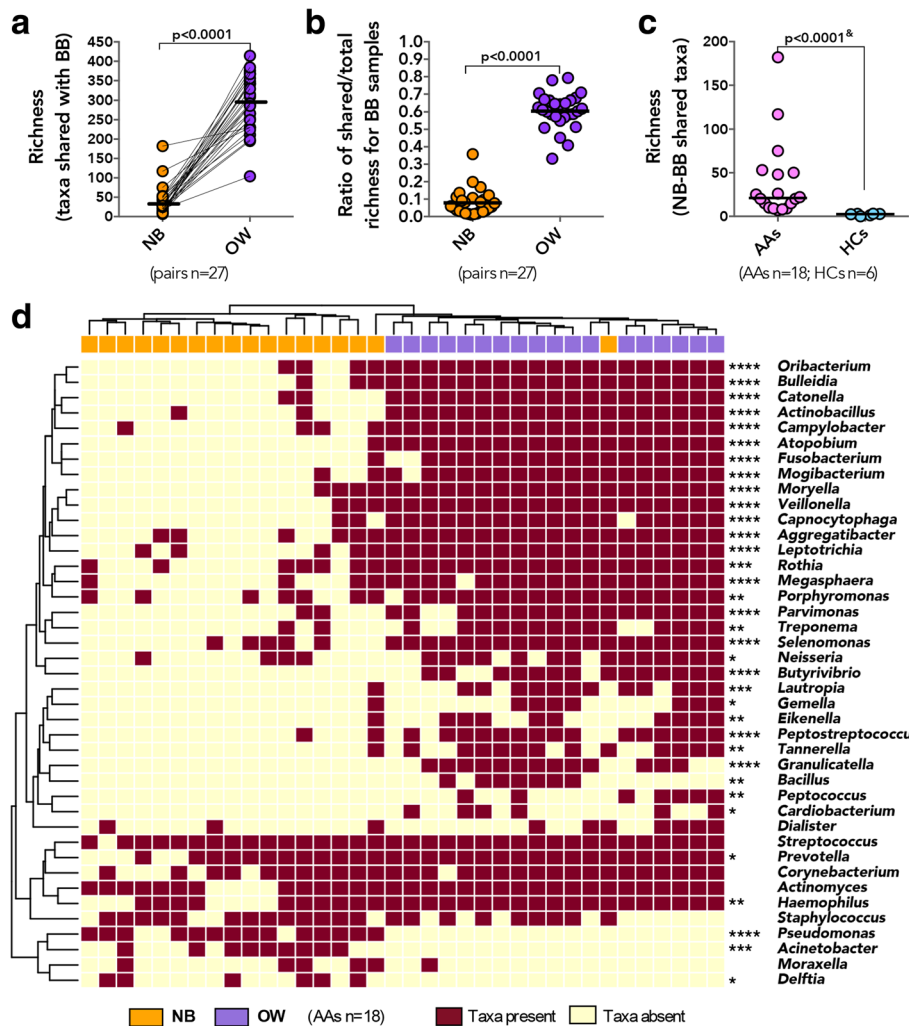 a
Richness
(taxa shared with BB)
450
400
350
300
250
200
150
100
50
0
p<0.0001
NB
OW
(pairs n=27)
b
Ratio of shared/total
richness for BB samples
1.0
0.9
0.8
0.7
0.6
0.5
0.4
0.3
0.2
0.1
0.0
p<0.0001
NB
OW
(pairs n=27)
c
Richness
(NB-BB shared taxa)
200
150
100
50
0
p<0.0001&
AAs
HCs
(AAs n=18; HCs n=6)
d
**** Oribacterium
**** Bulleidia
**** Catonella
**** Actinobacillus
**** Campylobacter
**** Atopobium
**** Fusobacterium
**** Mogibacterium
**** Moryella
**** Veillonella
**** Capnocytophaga
**** Aggregatibacter
**** Leptotrichia
*** Rothia
**** Megasphaera
** Porphyromonas
**** Parvimonas
** Treponema
**** Selenomonas
* Neisseria
**** Butyrivibrio
*** Lautropia
* Gemella
** Eikenella
**** Peptostreptococcu
** Tannerella
**** Granulicatella
** Bacillus
** Peptococcus
* Cardiobacterium
Dialister
Streptococcus
* Prevotella
Corynebacterium
Actinomyces
** Haemophilus
Staphylococcus
**** Pseudomonas
*** Acinetobacter
Moraxella
* Delftia
NB OW (AAs n=18) Taxa present Taxa absent